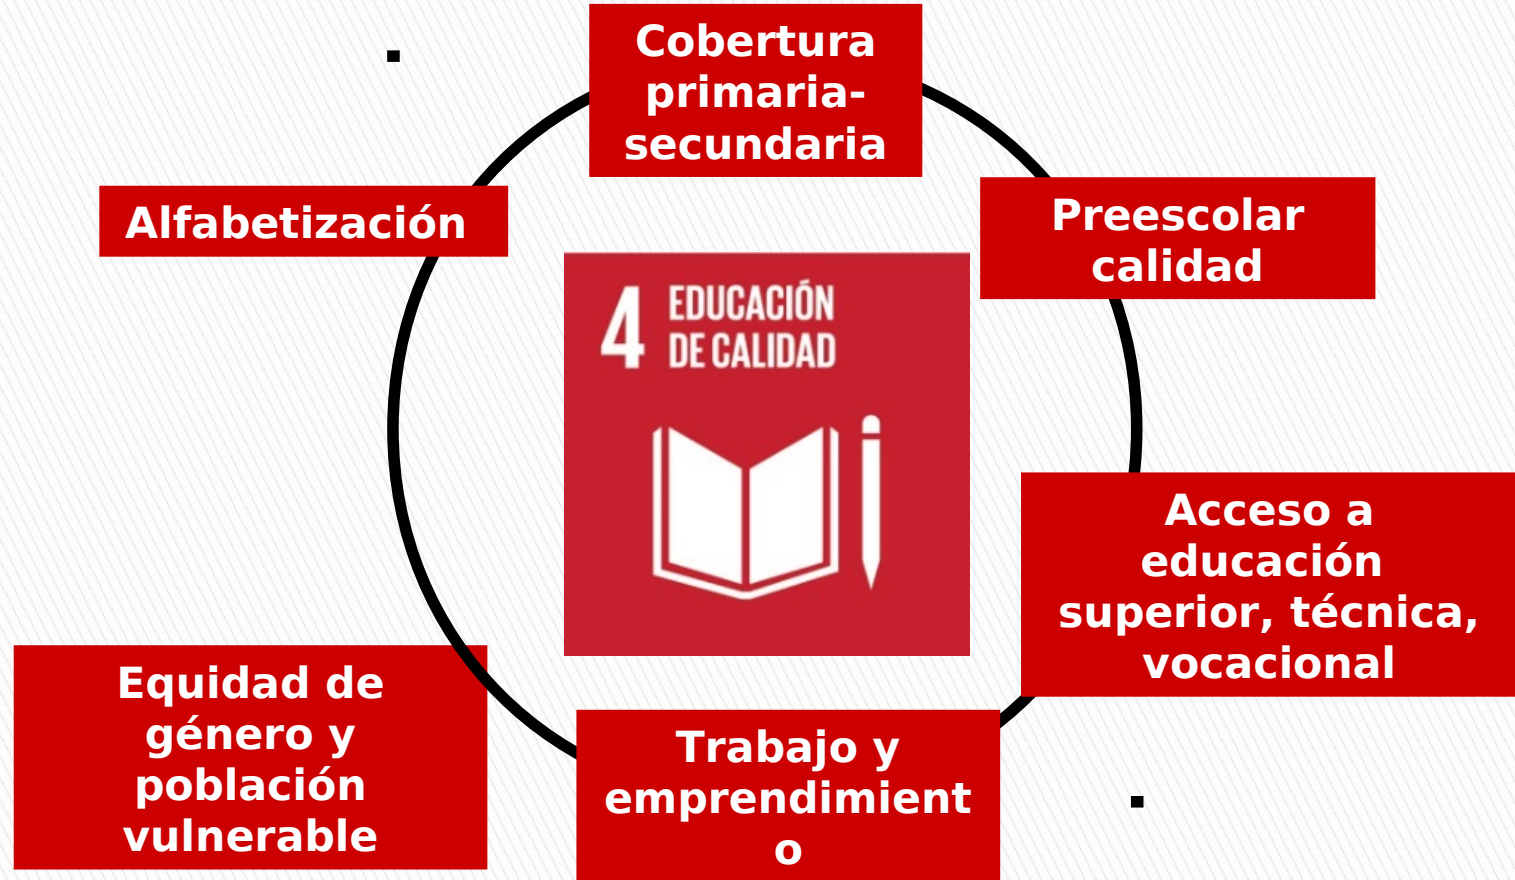 Cobertura
primaria-
secundaria
Alfabetización
Preescolar
calidad
4 EDUCACIÓN
DE CALIDAD
Acceso a
educación
superior, técnica,
vocacional
Equidad de
género y
población
vulnerable
Trabajo y
emprendimient
o